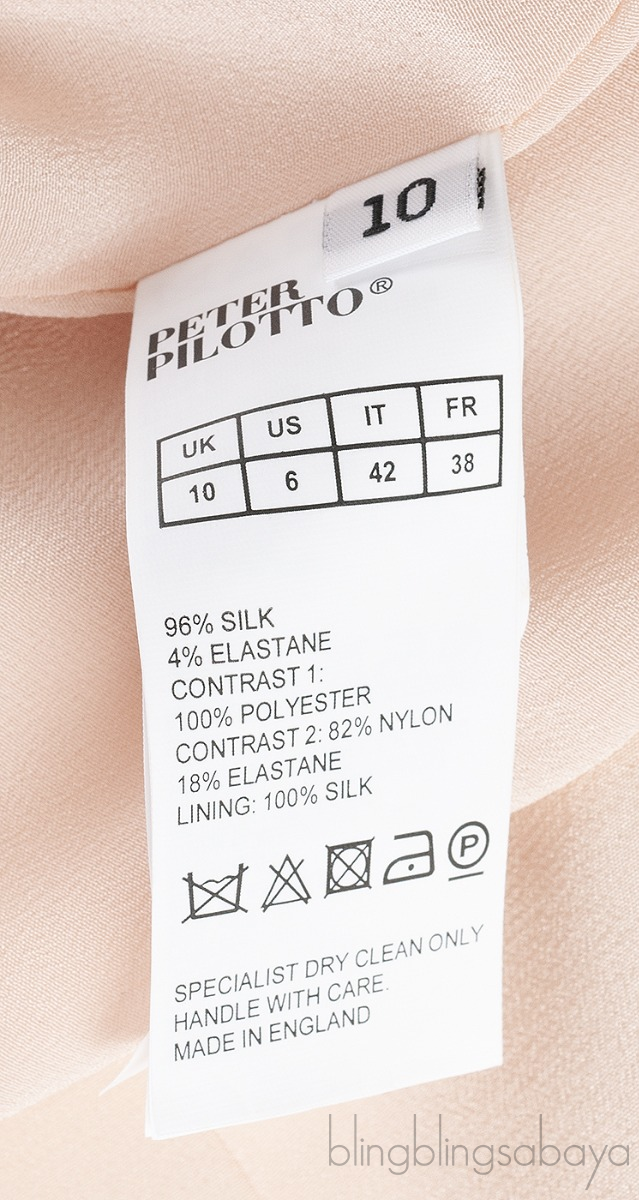 10
PETER
PILOTTO®
UK US IT FR
10 6 42 38
96% SILK
4% ELASTANE
CONTRAST 1:
100% POLYESTER
CONTRAST 2: 82% NYLON
18% ELASTANE
LINING: 100% SILK
P
SPECIALIST DRY CLEAN ONLY
HANDLE WITH CARE.
MADE IN ENGLAND
blingblingsabaya